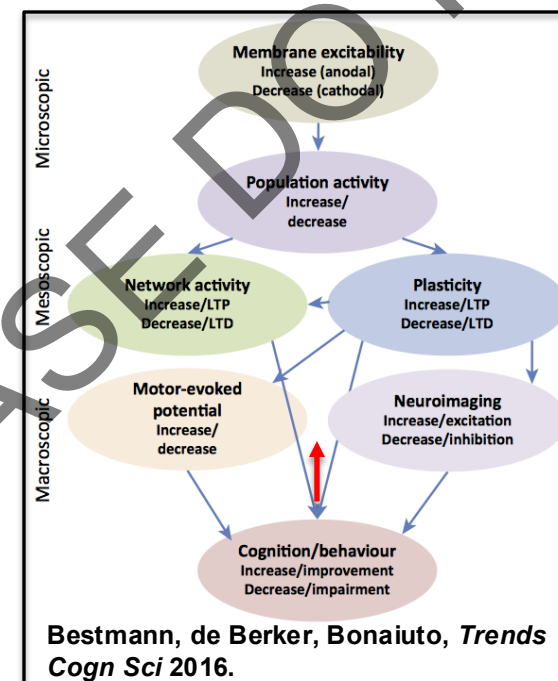 Microscopic
Membrane excitability
Increase (anodal)
Decrease (cathodal)
Population activity
Increase/
decrease
Mesoscopic
Network activity
Increase/LTP
Decrease/LTD
Plasticity
Increase/LTP
Decrease/LTD
Macroscopic
Motor-evoked
potential
Increase/
decrease
Neuroimaging
Increase/excitation
Decrease/inhibition
Cognition/behaviour
Increase/improvement
Decrease/impairment
Bestmann, de Berker, Bonaiuto, Trends
Cogn Sci 2016.
ASE DO